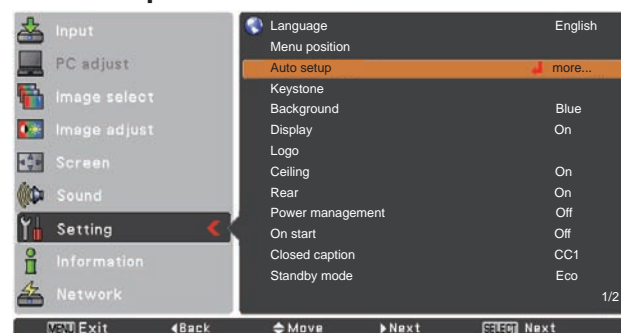 Input
PC adjust
Image select
Image adjust
Screen
Sound
Setting
Information
Network
Language English
Menu position
Auto setup more...
Keystone
Background Blue
Display On
Logo
Ceiling On
Rear On
Power management Off
On start Off
Closed caption CC1
Standby mode Eco
1/2
MENU Exit ◀Back ◆Move ▶Next SELECT Next